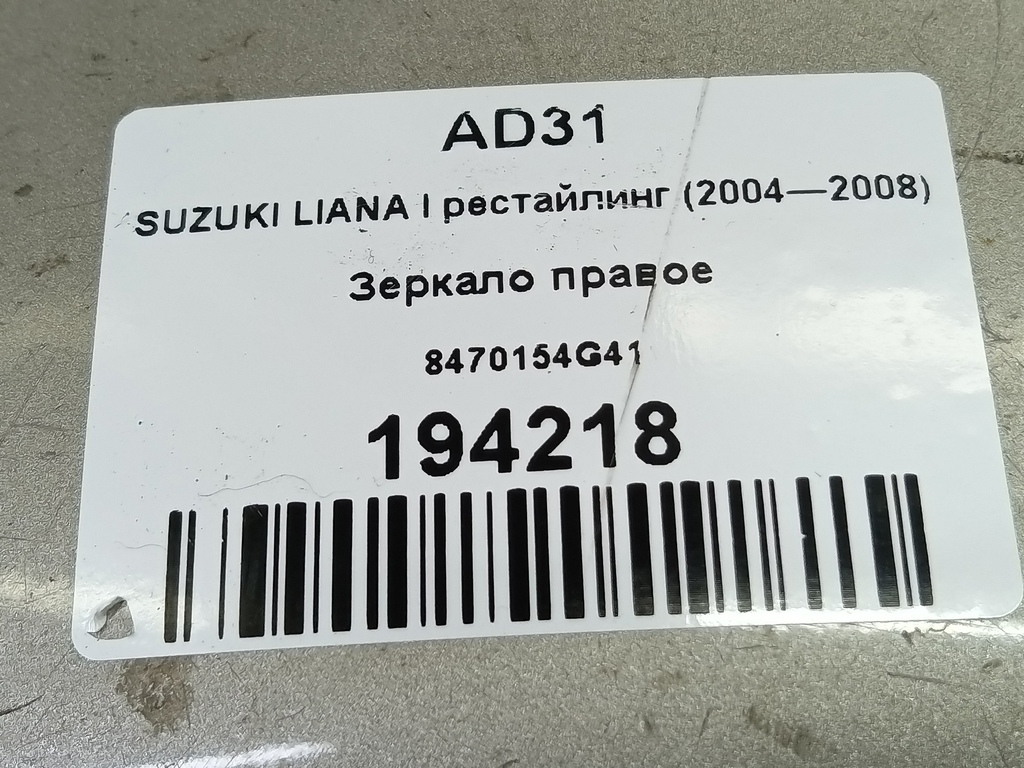 AD31
SUZUKI LIANA I рестайлинг (2004—2008)
Зеркало правое
8470154G41
194218